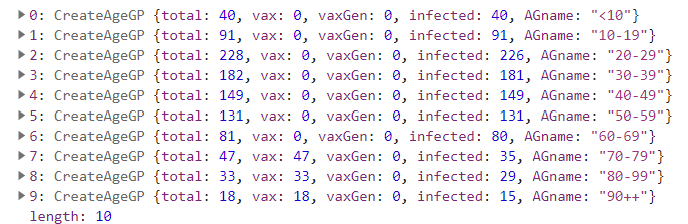 ▶ 0: CreateAgeGP {total: 40, vax: 0, vaxGen: 0, infected: 40, AGname: "<10"}
▶ 1: CreateAgeGP {total: 91, vax: 0, vaxGen: 0, infected: 91, AGname: "10-19"}
▶ 2: CreateAgeGP {total: 228, vax: 0, vaxGen: 0, infected: 226, AGname: "20-29"}
▶ 3: CreateAgeGP {total: 182, vax: 0, vaxGen: 0, infected: 181, AGname: "30-39"}
▶ 4: CreateAgeGP {total: 149, vax: 0, vaxGen: 0, infected: 149, AGname: "40-49"}
▶ 5: CreateAgeGP {total: 131, vax: 0, vaxGen: 0, infected: 131, AGname: "50-59"}
▶ 6: CreateAgeGP {total: 81, vax: 0, vaxGen: 0, infected: 80, AGname: "60-69"}
▶ 7: CreateAgeGP {total: 47, vax: 47, vaxGen: 0, infected: 35, AGname: "70-79"}
▶ 8: CreateAgeGP {total: 33, vax: 33, vaxGen: 0, infected: 29, AGname: "80-99"}
▶ 9: CreateAgeGP {total: 18, vax: 18, vaxGen: 0, infected: 15, AGname: "90++"}
length: 10